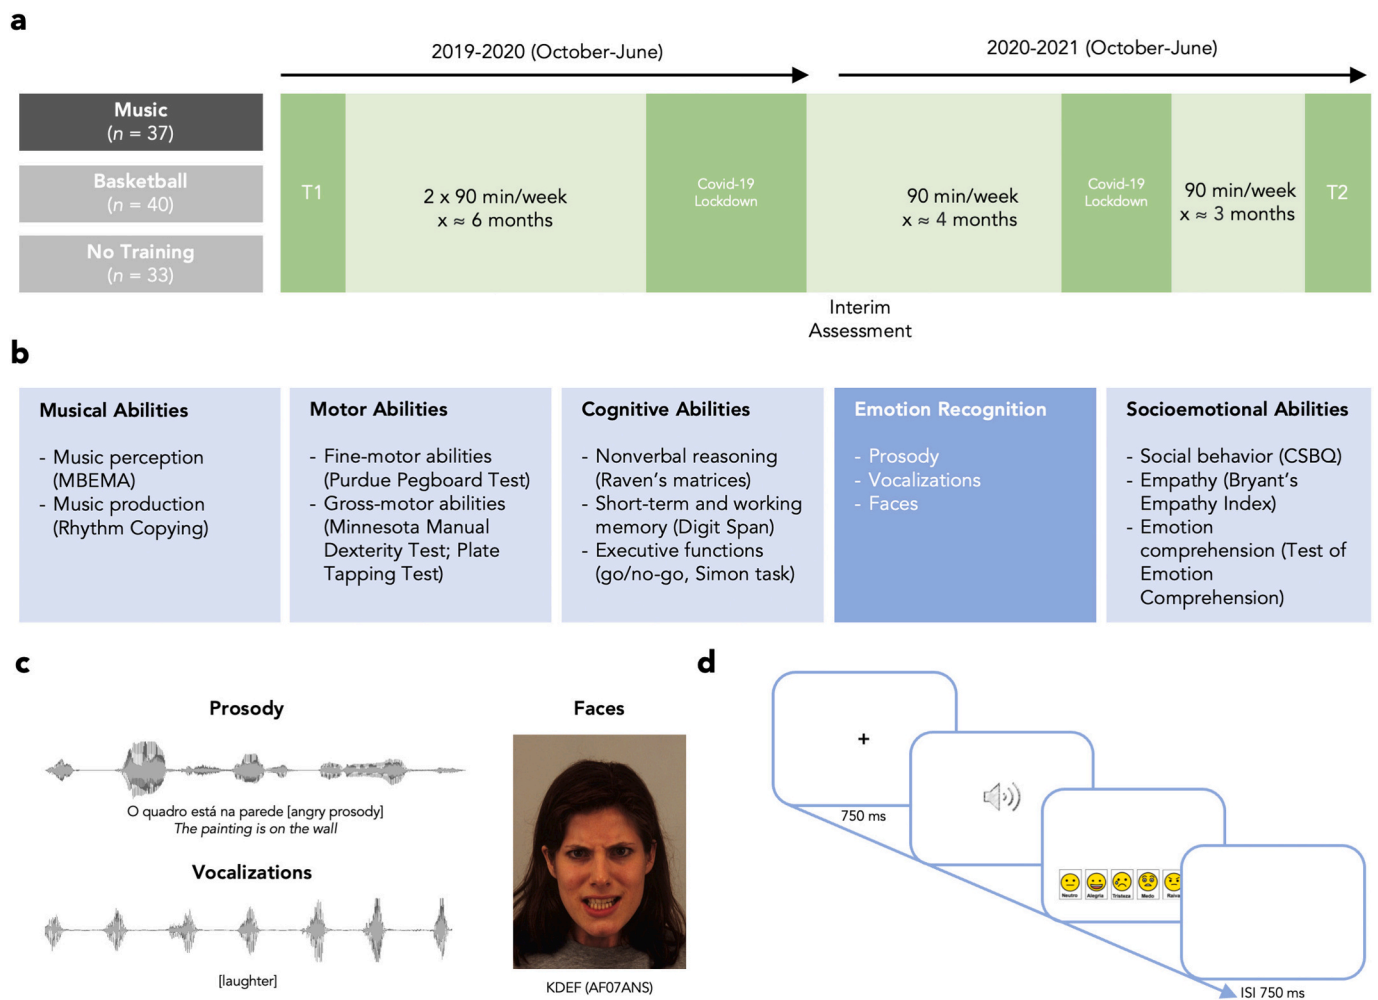 a
2019-2020 (October-June)
2020-2021 (October-June)
Music
(n = 37)
Basketball
(n = 40)
No Training
(n = 33)
T1
2 x 90 min/week
x ≈ 6 months
Covid-19
Lockdown
90 min/week
x ≈ 4 months
Covid-19
Lockdown
90 min/week
x ≈ 3 months
T2
Interim
Assessment
b
Musical Abilities
- Music perception
(MBEMA)
- Music production
(Rhythm Copying)
Motor Abilities
- Fine-motor abilities
(Purdue Pegboard Test)
- Gross-motor abilities
(Minnesota Manual
Dexterity Test; Plate
Tapping Test)
Cognitive Abilities
- Nonverbal reasoning
(Raven's matrices)
- Short-term and working
memory (Digit Span)
- Executive functions
(go/no-go, Simon task)
Emotion Recognition
- Prosody
- Vocalizations
- Faces
Socioemotional Abilities
- Social behavior (CSBQ)
- Empathy (Bryant's
Empathy Index)
- Emotion
comprehension (Test of
Emotion
Comprehension)
c
Prosody
O quadro está na parede [angry prosody]
The painting is on the wall
Vocalizations
[laughter]
Faces
KDEF (AF07ANS)
d
+
750 ms
Neutro Alegria Tristeza Medo Raiva
ISI 750 ms